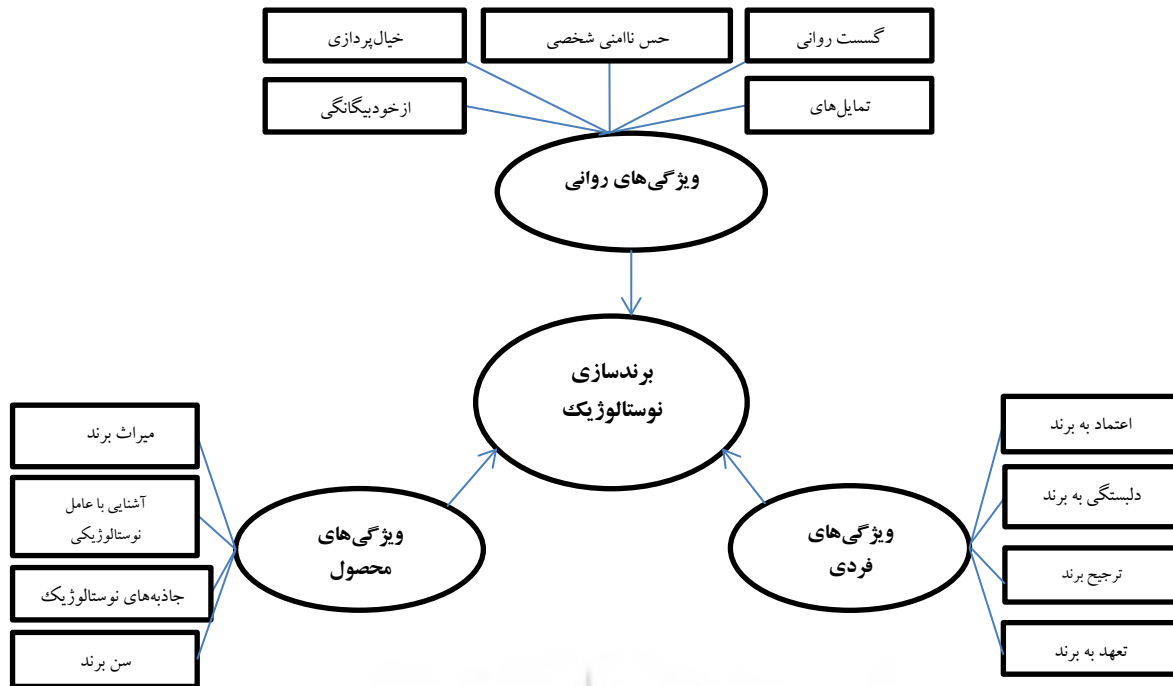 گسست روانی
حس ناامنی شخصی
خیال‌پردازی
تمایل‌های
ازخودبیگانگی
ویژگی‌های روانی
برندسازی
نوستالوژیک
اعتماد به برند
دلبستگی به برند
ترجیح برند
تعهد به برند
ویژگی‌های
فردی
ویژگی‌های
محصول
میراث برند
آشنایی با عامل
نوستالوژیکی
جاذبه‌های نوستالوژیک
سن برند